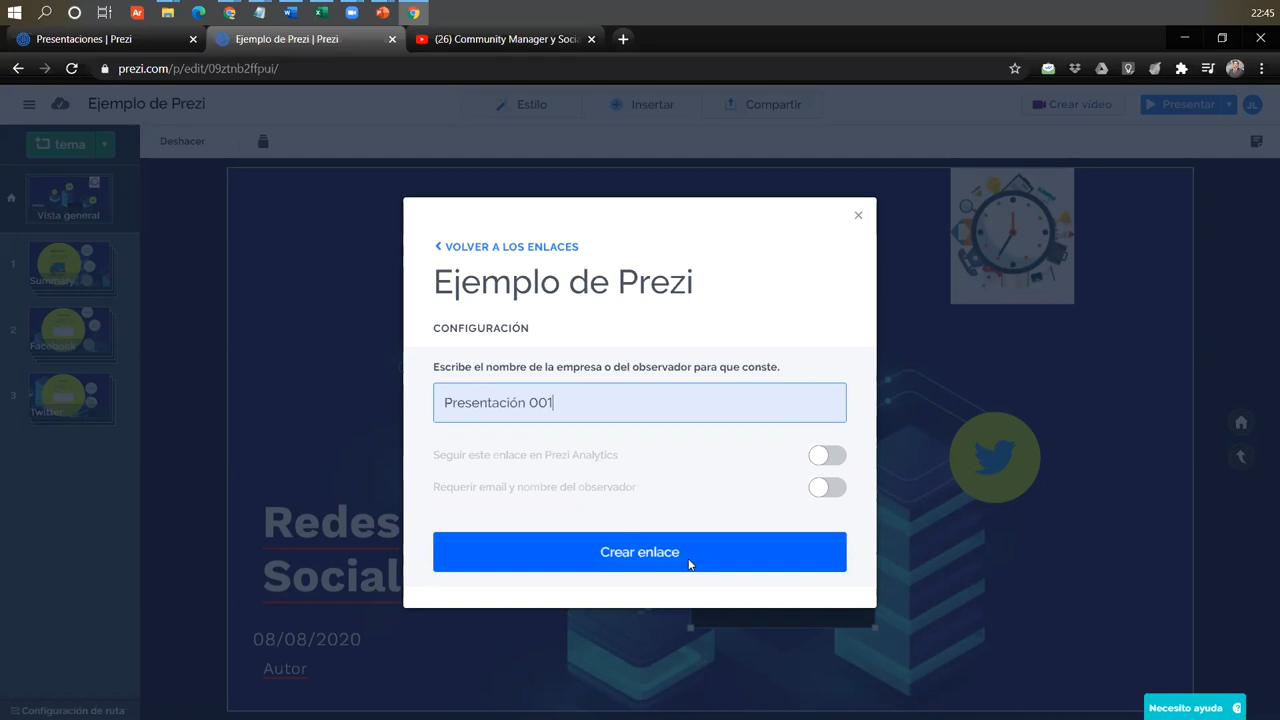 22:45
Presentaciones | Prezi
Ejemplo de Prezi | Prezi
(26) Community Manager y Soci
prezi.com/p/edit/09ztnb2ffpui/
Ejemplo de Prezi
Estilo
Insertar
Compartir
Crear vídeo
Presentar
JL
tema
Deshacer
Vista general
1
Summary
2
Facebook
3
Twitter
VOLVER A LOS ENLACES
Ejemplo de Prezi
CONFIGURACIÓN
Escribe el nombre de la empresa o del observador para que conste.
Presentación 001
Seguir este enlace en Prezi Analytics
Requerir email y nombre del observador
Crear enlace
Redes
Social
08/08/2020
Autor
Configuración de ruta
Necesito ayuda